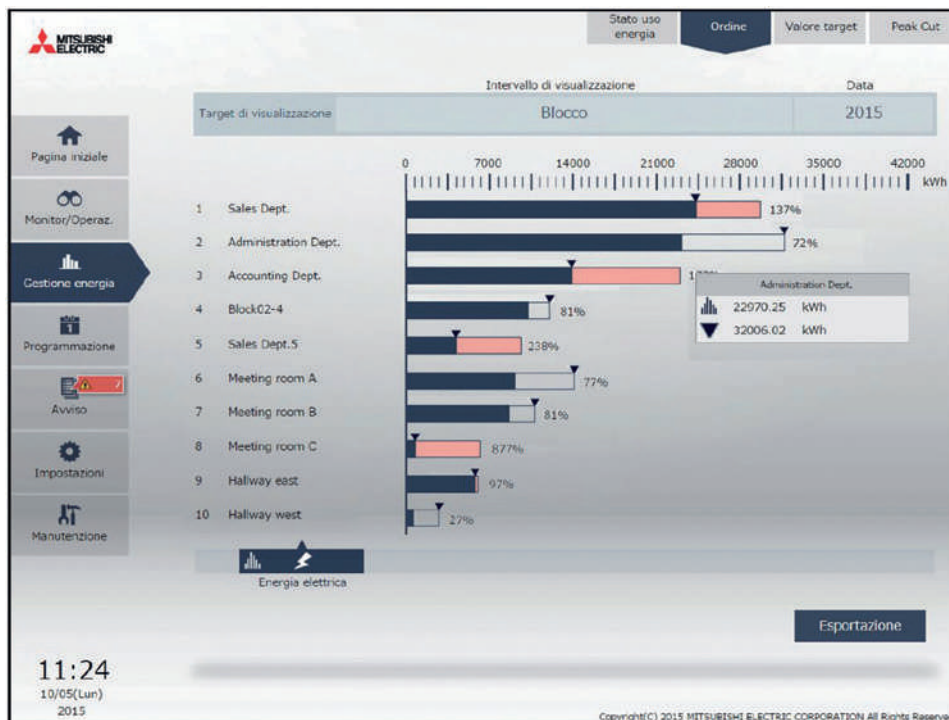 MITSUBISHI
ELECTRIC
Stato uso
energia
Ordine
Valore target
Peak Cut
Intervallo di visualizzazione
Data
Target di visualizzazione
Blocco
2015
Pagina iniziale
Monitor/Operaz.
Gestione energia
Programmazione
1
Avviso
7
Impostazioni
Manutenzione
0 7000 14000 21000 28000 35000 42000
kWh
1 Sales Dept. 137%
2 Administration Dept. 72%
3 Accounting Dept.
4 Block02-4 81%
5 Sales Dept.5 238%
6 Meeting room A 77%
7 Meeting room B 81%
8 Meeting room C 877%
9 Hallway east 97%
10 Hallway west 27%
Administration Dept.
22970.25 kWh
32006.02 kWh
Energia elettrica
Esportazione
11:24
10/05(Lun)
2015
Copyright(C) 2015 MITSUBISHI ELECTRIC CORPORATION All Rights Reserve